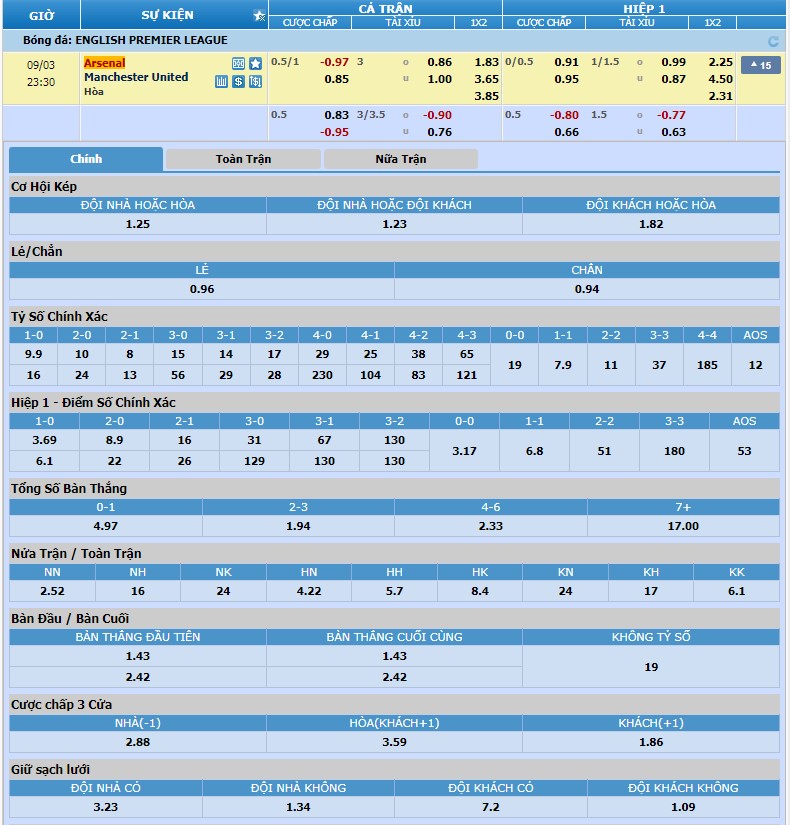 GIỜ SỰ KIỆN CẢ TRẬN HIỆP 1
CƯỢC CHẤP TÀI XỈU 1X2 CƯỢC CHẤP TÀI XỈU 1X2
Bóng đá: ENGLISH PREMIER LEAGUE
09/03 Arsenal 0.5/1 -0.97 3 o 0.86 1.83 0/0.5 0.91 1/1.5 o 0.99 2.25 15
23:30 Manchester United 0.85 u 1.00 3.65 0.95 u 0.87 4.50
Hòa 3.85 2.31
0.5 0.83 3/3.5 o -0.90 0.5 -0.80 1.5 o -0.77
-0.95 u 0.76 0.66 u 0.63
Chính Toàn Trận Nửa Trận
Cơ Hội Kép
ĐỘI NHÀ HOẶC HÒA ĐỘI NHÀ HOẶC ĐỘI KHÁCH ĐỘI KHÁCH HOẶC HÒA
1.25 1.23 1.82
Lẻ/Chẵn
LẺ CHẴN
0.96 0.94
Tỷ Số Chính Xác
1-0 2-0 2-1 3-0 3-1 3-2 4-0 4-1 4-2 4-3 0-0 1-1 2-2 3-3 4-4 AOS
9.9 10 8 15 14 17 29 25 38 65 19 7.9 11 37 185 12
16 24 13 56 29 28 230 104 83 121
Hiệp 1 - Điểm Số Chính Xác
1-0 2-0 2-1 3-0 3-1 3-2 0-0 1-1 2-2 3-3 AOS
3.69 8.9 16 31 67 130 3.17 6.8 51 180 53
6.1 22 26 129 130 130
Tổng Số Bàn Thắng
0-1 2-3 4-6 7+
4.97 1.94 2.33 17.00
Nửa Trận / Toàn Trận
NN NH NK HN HH HK KN KH KK
2.52 16 24 4.22 5.7 8.4 24 17 6.1
Bàn Đầu / Bàn Cuối
BÀN THẮNG ĐẦU TIÊN BÀN THẮNG CUỐI CÙNG KHÔNG TỶ SỐ
1.43 1.43 19
2.42 2.42
Cược chấp 3 Cửa
NHÀ(-1) HÒA(KHÁCH+1) KHÁCH(+1)
2.88 3.59 1.86
Giữ sạch lưới
ĐỘI NHÀ CÓ ĐỘI NHÀ KHÔNG ĐỘI KHÁCH CÓ ĐỘI KHÁCH KHÔNG
3.23 1.34 7.2 1.09